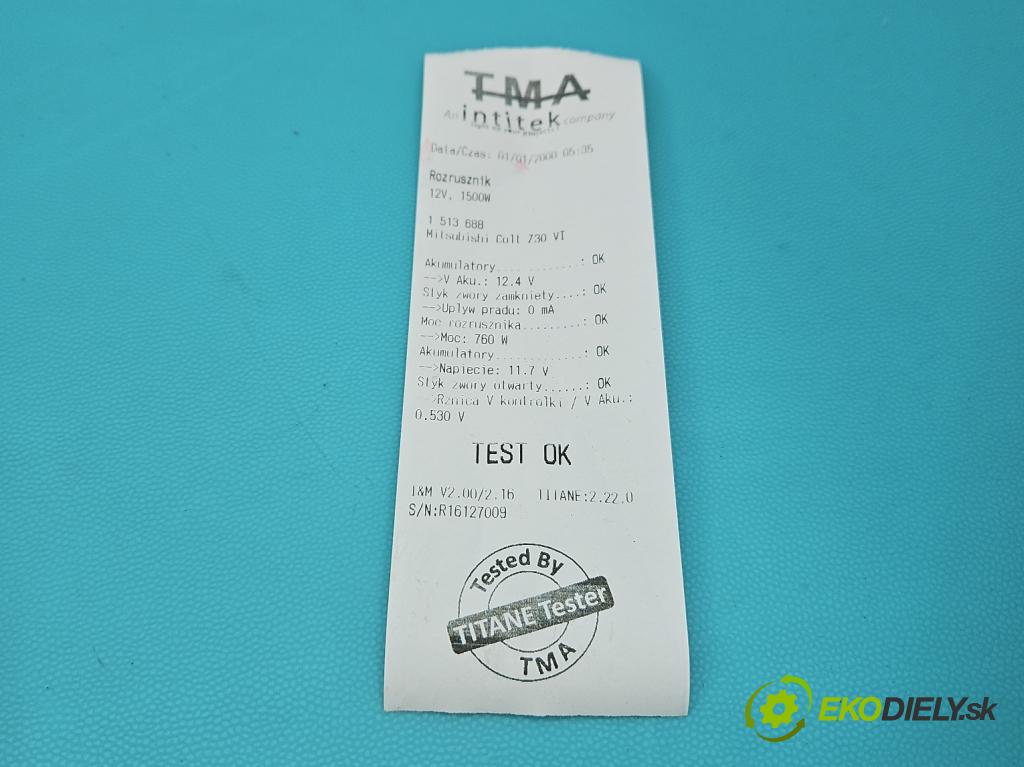 TMA
An intitek company
Data/Czas: 01/01/2000 05:35
Rozrusznik
12V, 1500W
1 513 688
Mitsubishi Colt Z30 VI
Akumulatory............: OK
-->V Aku.: 12.4 V
Styk zwory zamkniety....: OK
-->Uplyw pradu: 0 mA
Moc rozrusznika.........: OK
-->Moc: 760 W
Akumulatory............: OK
-->Napiecie: 11.7 V
Styk zwory otwarty......: OK
-->Rznica V kontrolki / V Aku.:
0.530 V
TEST OK
I&M V2.00/2.16 TITANE:2.22.0
S/N:R16127009
Tested By
TITANE Tester
TMA
EKODIELY.sk